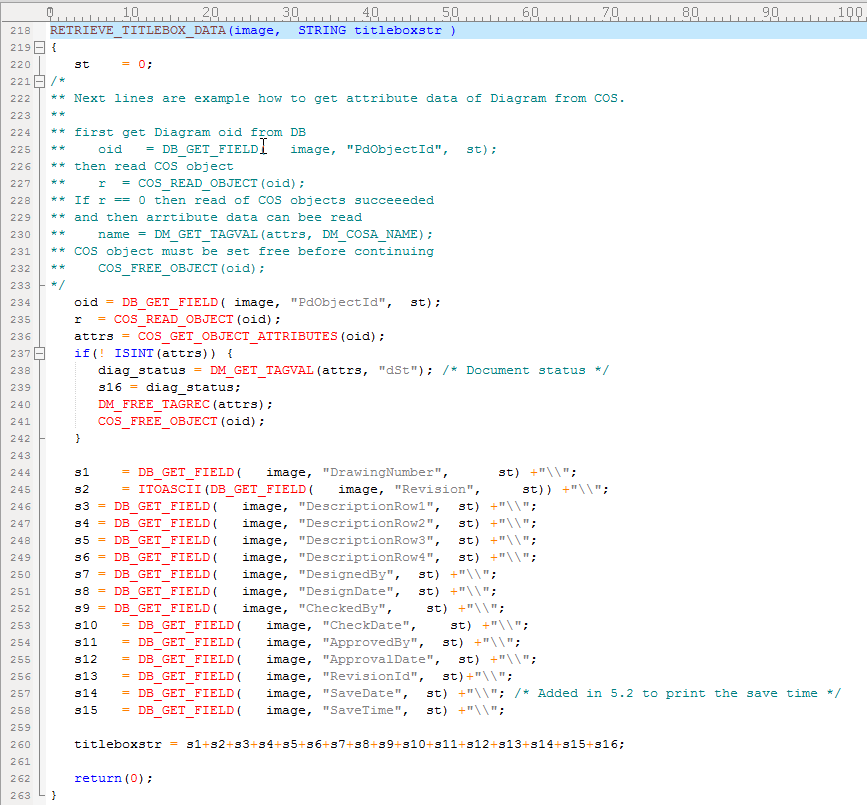 0 10 20 30 40 50 60 70 80 90 100
218 RETRIEVE_TITLEBOX_DATA(image,  STRING titleboxstr )
219 {
220    st    = 0;
221 /*
222 ** Next lines are example how to get attribute data of Diagram from COS.
223 **
224 ** first get Diagram oid from DB
225 **    oid   = DB_GET_FIELD(   image, "PdObjectId",   st);
226 ** then read COS object
227 **    r  = COS_READ_OBJECT(oid);
228 ** If r == 0 then read of COS objects succeeeded
229 ** and then arrtibute data can bee read
230 **    name = DM_GET_TAGVAL(attrs, DM_COSA_NAME);
231 ** COS object must be set free before continuing
232 **    COS_FREE_OBJECT(oid);
233 */
234    oid = DB_GET_FIELD( image, "PdObjectId",   st);
235    r  = COS_READ_OBJECT(oid);
236    attrs = COS_GET_OBJECT_ATTRIBUTES(oid);
237    if(! ISINT(attrs)) {
238       diag_status = DM_GET_TAGVAL(attrs, "dSt"); /* Document status */
239       s16 = diag_status;
240       DM_FREE_TAGREC(attrs);
241       COS_FREE_OBJECT(oid);
242    }
243
244    s1    = DB_GET_FIELD(   image, "DrawingNumber",      st) +"\\";
245    s2    = ITOASCII(DB_GET_FIELD(   image, "Revision",     st)) +"\\";
246    s3 = DB_GET_FIELD(   image, "DescriptionRow1",  st) +"\\";
247    s4 = DB_GET_FIELD(   image, "DescriptionRow2",  st) +"\\";
248    s5 = DB_GET_FIELD(   image, "DescriptionRow3",  st) +"\\";
249    s6 = DB_GET_FIELD(   image, "DescriptionRow4",  st) +"\\";
250    s7 = DB_GET_FIELD(   image, "DesignedBy",  st) +"\\";
251    s8 = DB_GET_FIELD(   image, "DesignDate",  st) +"\\";
252    s9 = DB_GET_FIELD(   image, "CheckedBy",    st) +"\\";
253    s10   = DB_GET_FIELD(   image, "CheckDate",    st) +"\\";
254    s11   = DB_GET_FIELD(   image, "ApprovedBy",  st) +"\\";
255    s12   = DB_GET_FIELD(   image, "ApprovalDate",  st) +"\\";
256    s13   = DB_GET_FIELD(   image, "RevisionId",  st)+"\\";
257    s14   = DB_GET_FIELD(   image, "SaveDate",  st) +"\\"; /* Added in 5.2 to print the save time */
258    s15   = DB_GET_FIELD(   image, "SaveTime",  st) +"\\";
259
260    titleboxstr = s1+s2+s3+s4+s5+s6+s7+s8+s9+s10+s11+s12+s13+s14+s15+s16;
261
262    return(0);
263 }